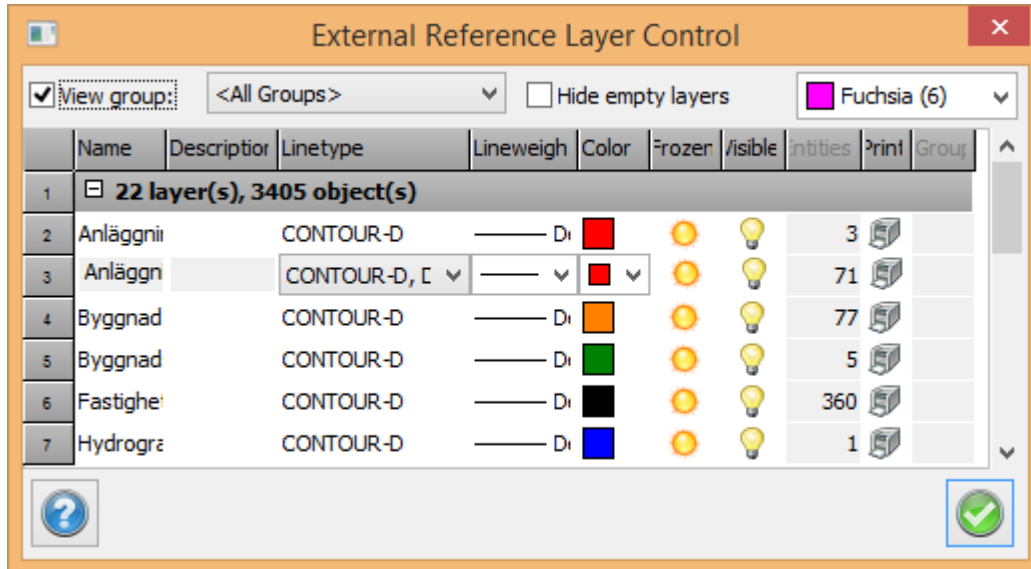 External Reference Layer Control
View group: <All Groups> Hide empty layers Fuchsia (6)
Name Description Linetype Lineweigh Color Frozen Visible Entities Print Group
1 22 layer(s), 3405 object(s)
2 Anläggni CONTOUR-D D 3
3 Anläggni CONTOUR-D, D 71
4 Byggnad CONTOUR-D D 77
5 Byggnad CONTOUR-D D 5
6 Fastighet CONTOUR-D D 360
7 Hydrogra CONTOUR-D D 1
?